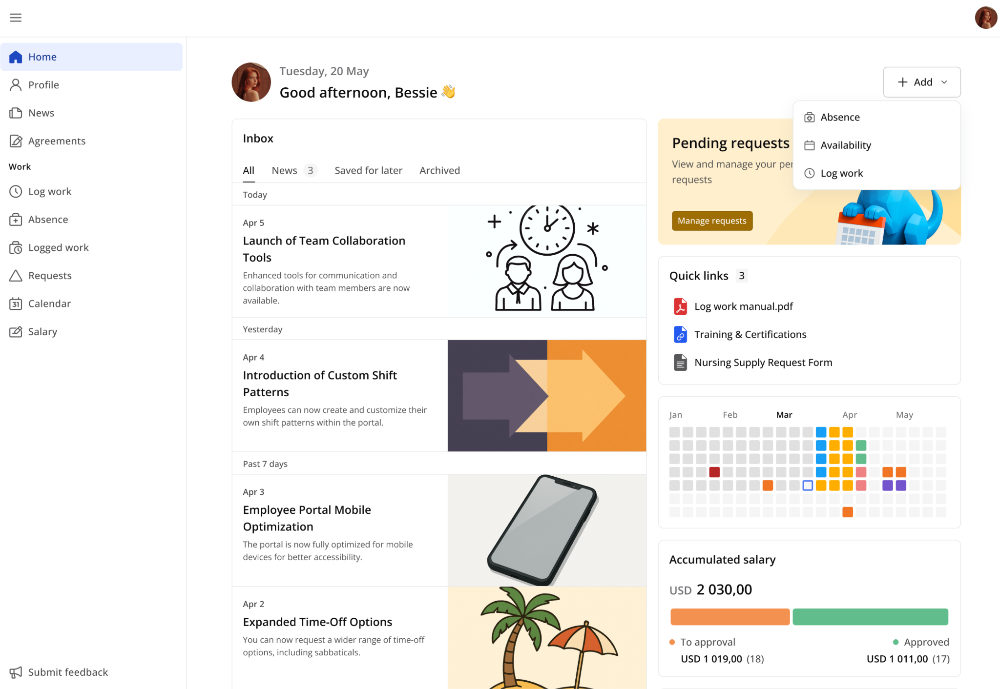 Home
Profile
News
Agreements
Work
Log work
Absence
Logged work
Requests
31
Calendar
Salary
Submit feedback
Tuesday, 20 May
Good afternoon, Bessie 👋
Add
Absence
Availability
Log work
Inbox
All
News 3
Saved for later
Archived
Today
Apr 5
Launch of Team Collaboration
Tools
Enhanced tools for communication and
collaboration with team members are now
available.
Yesterday
Apr 4
Introduction of Custom Shift
Patterns
Employees can now create and customize their
own shift patterns within the portal.
Past 7 days
Apr 3
Employee Portal Mobile
Optimization
The portal is now fully optimized for mobile
devices for better accessibility.
Apr 2
Expanded Time-Off Options
You can now request a wider range of time-off
options, including sabbaticals.
Pending requests
View and manage your
requests
Manage requests
Quick links 3
Log work manual.pdf
Training & Certifications
Nursing Supply Request Form
Jan Feb Mar Apr May
Accumulated salary
USD 2 030,00
To approval
USD 1 019,00 (18)
Approved
USD 1 011,00 (17)